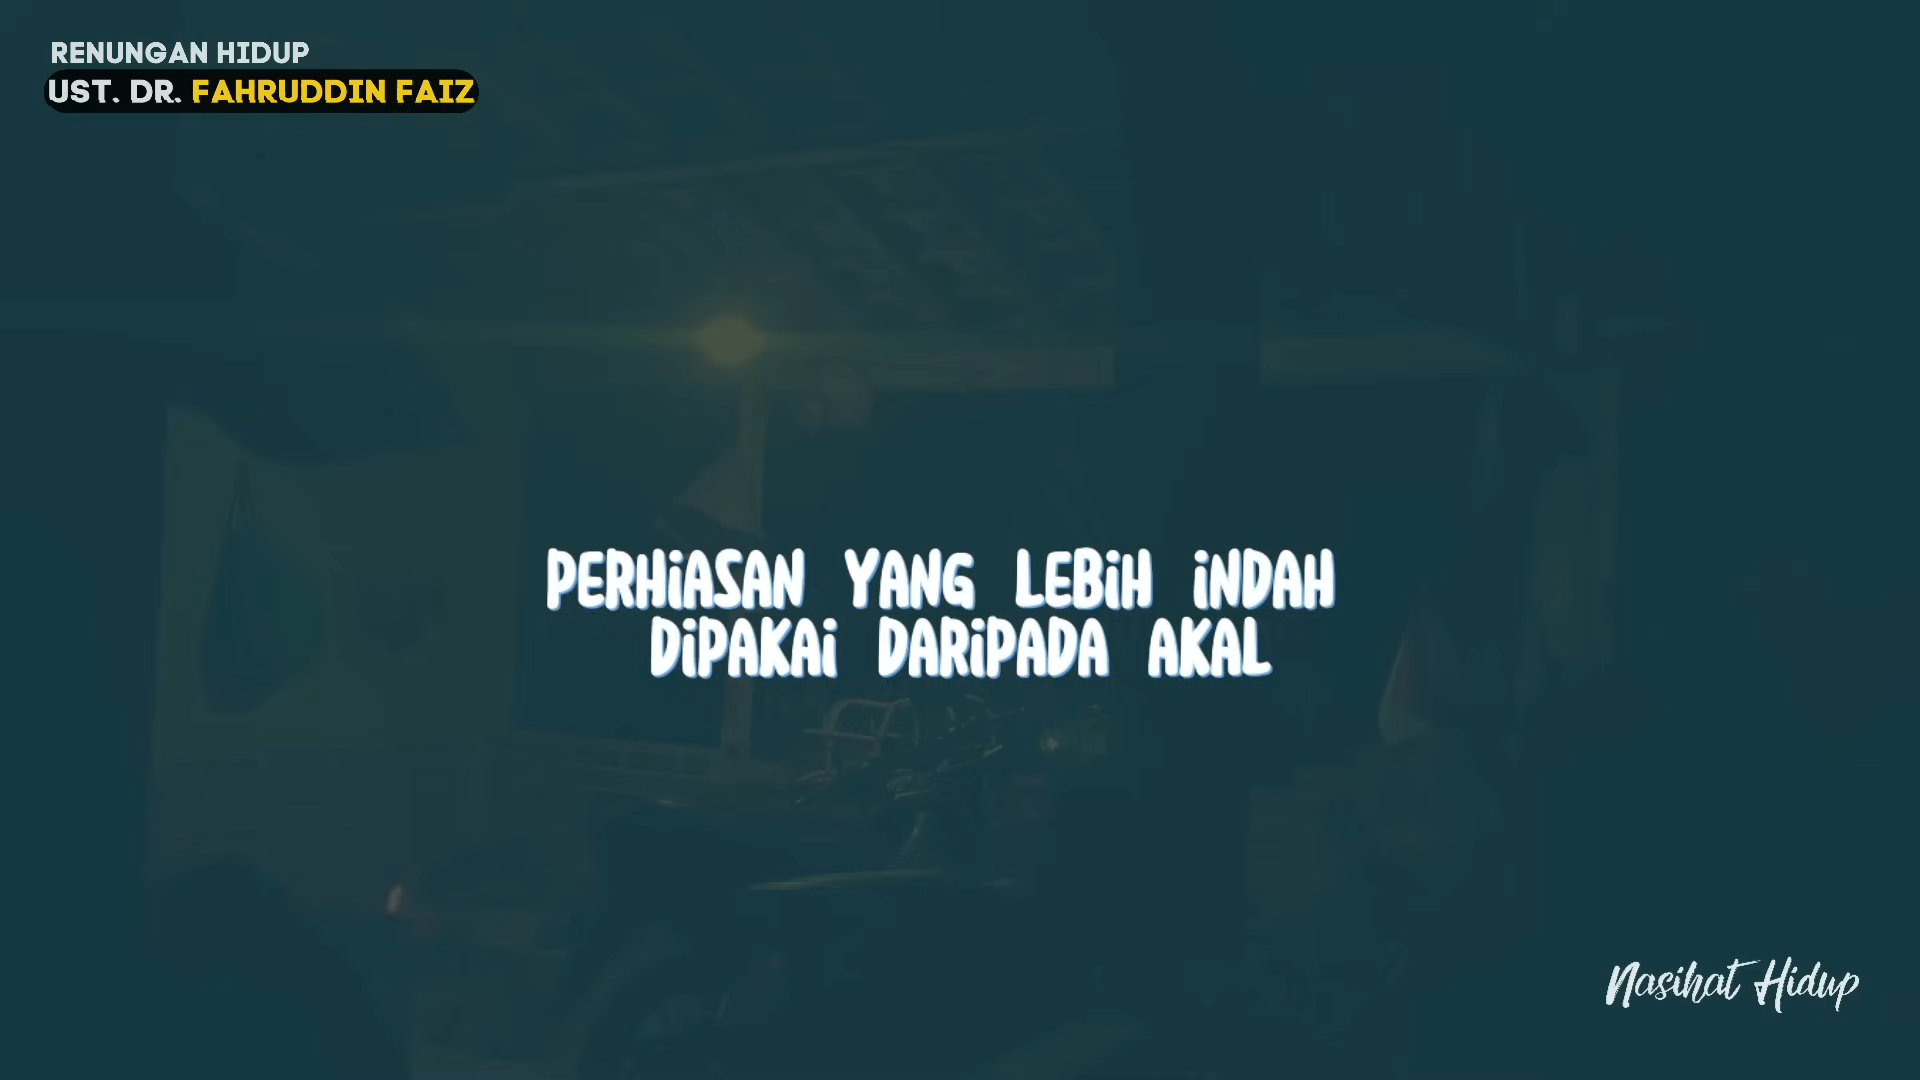 RENUNGAN HIDUP
UST. DR. FAHRUDDIN FAIZ
PERHiASAN YANG LEBiH iNDAH
DiPAKAi DARiPADA AKAL
Nasihat Hidup